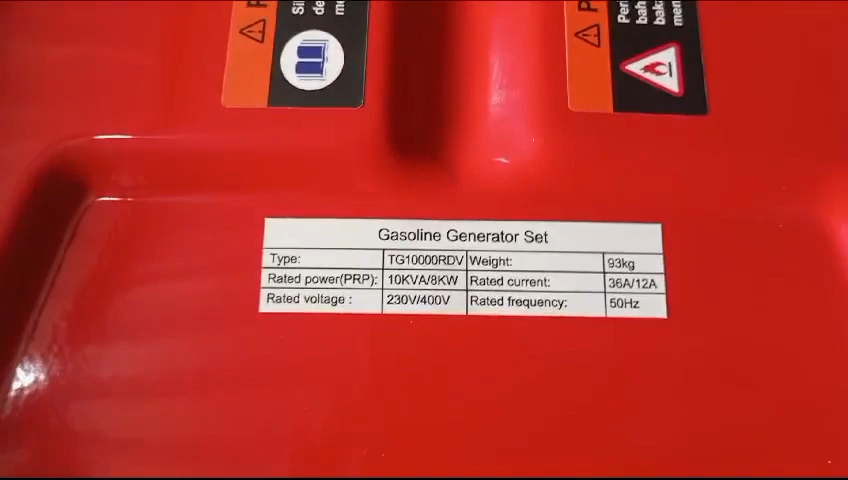 Gasoline Generator Set
Type: TG10000RDV Weight: 93kg
Rated power(PRP): 10KVA/8KW Rated current: 36A/12A
Rated voltage : 230V/400V Rated frequency: 50Hz